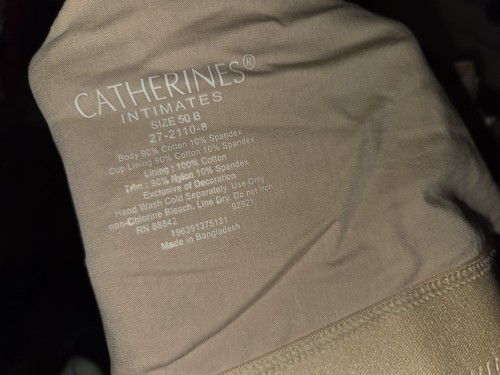 CATHERINES®
INTIMATES
SIZE 50 B
27-2110-8
Body 90% Cotton 10% Spandex
Cup Lining 90% Cotton 10% Spandex
Lining : 100% Cotton
Trim : 90% Nylon 10% Spandex
Exclusive of Decoration
Hand Wash Cold Separately. Use Only
non-Chlorine Bleach, Line Dry, Do not Iron
RN 68842 02921
196391375121
Made in Bangladesh